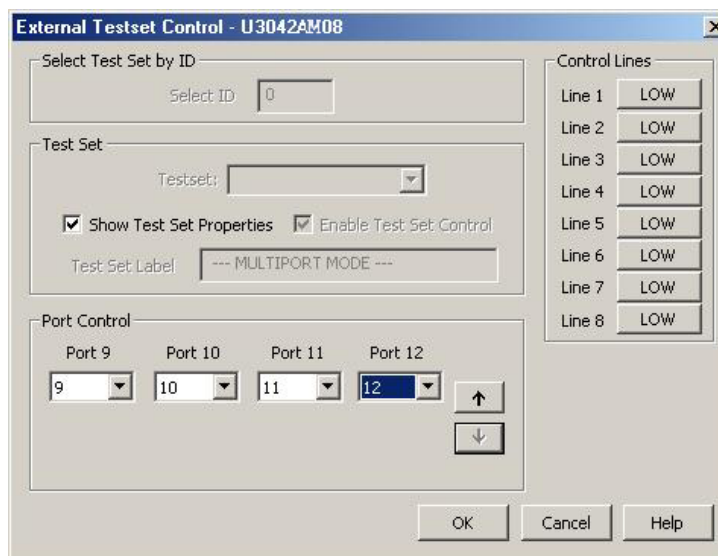 External Testset Control - U3042AM08
Select Test Set by ID
Select ID 0
Test Set
Testset:
Show Test Set Properties Enable Test Set Control
Test Set Label --- MULTIPORT MODE ---
Port Control
Port 9 Port 10 Port 11 Port 12
9 10 11 12
Control Lines
Line 1 LOW
Line 2 LOW
Line 3 LOW
Line 4 LOW
Line 5 LOW
Line 6 LOW
Line 7 LOW
Line 8 LOW
OK Cancel Help